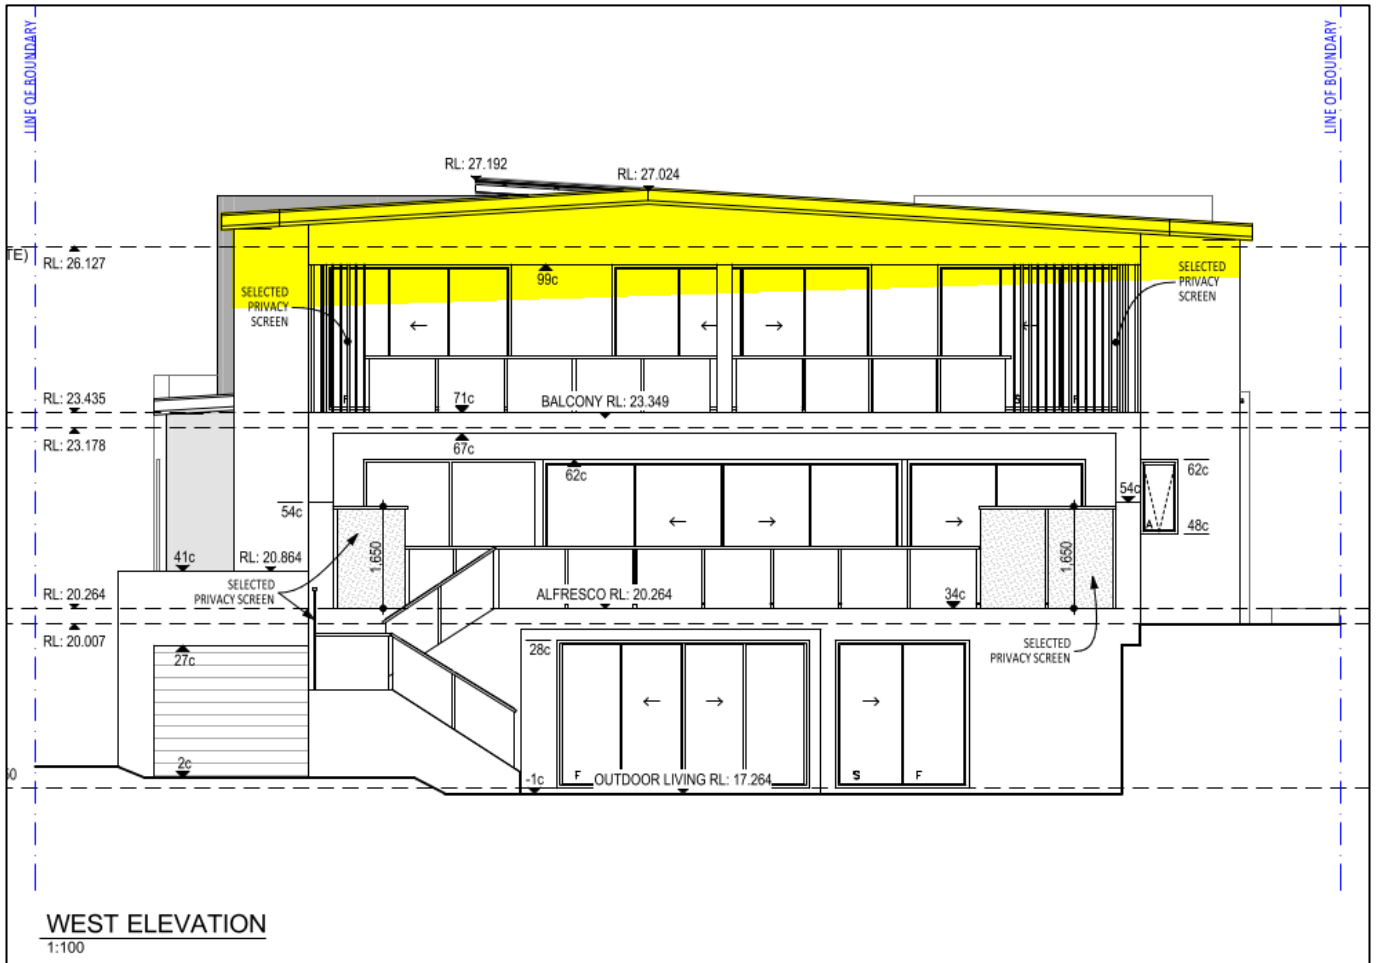 LINE OF BOUNDARY
LINE OF BOUNDARY
RL: 27.192
RL: 27.024
TE)
RL: 26.127
99c
SELECTED
PRIVACY
SCREEN
SELECTED
PRIVACY
SCREEN
RL: 23.435
71c
BALCONY RL: 23.349
F
S
F
RL: 23.178
67c
62c
62c
54c
54c
48c
A
1,650
1,650
41c
RL: 20.864
SELECTED
PRIVACY SCREEN
RL: 20.264
ALFRESCO RL: 20.264
34c
RL: 20.007
27c
28c
SELECTED
PRIVACY SCREEN
2c
-1c
F
OUTDOOR LIVING RL: 17.264
S
F
WEST ELEVATION
1:100